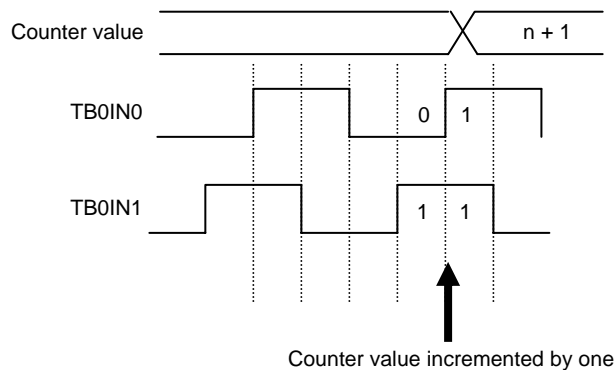 Counter value
n + 1
TB0IN0
0 1
TB0IN1
1 1
Counter value incremented by one